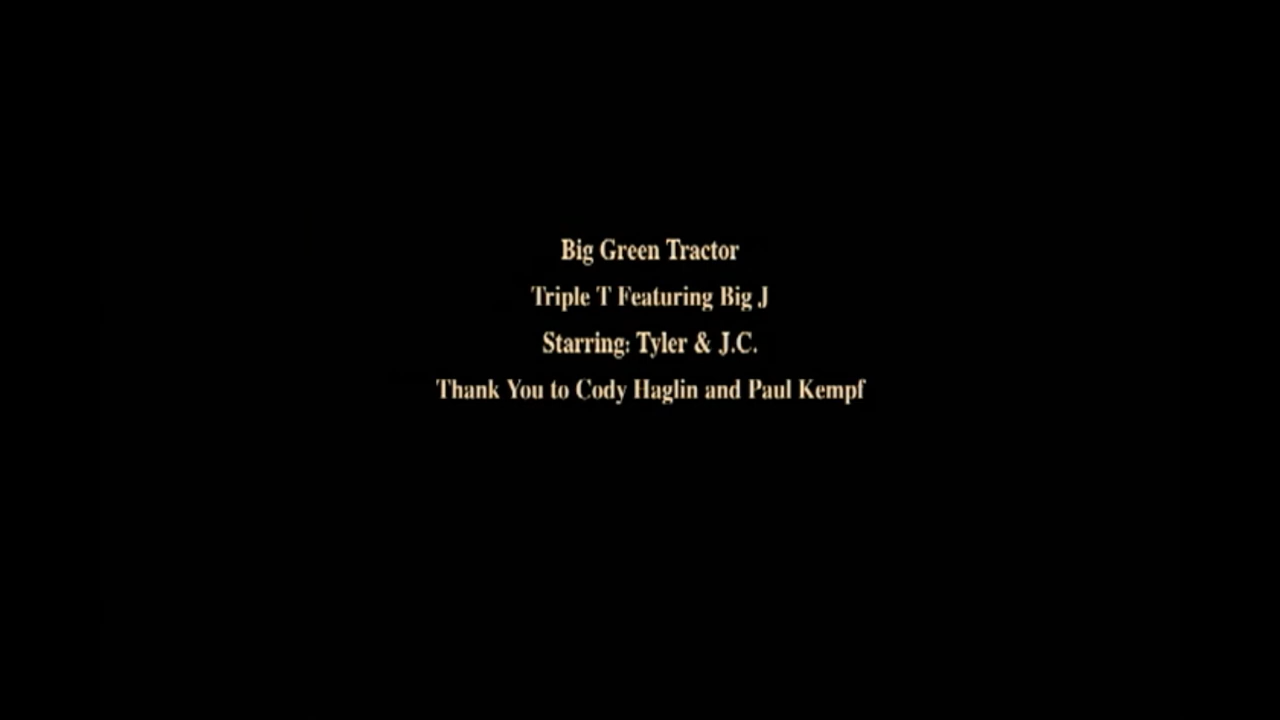 Big Green Tractor
Triple T Featuring Big J
Starring: Tyler & J.C.
Thank You to Cody Haglin and Paul Kempf